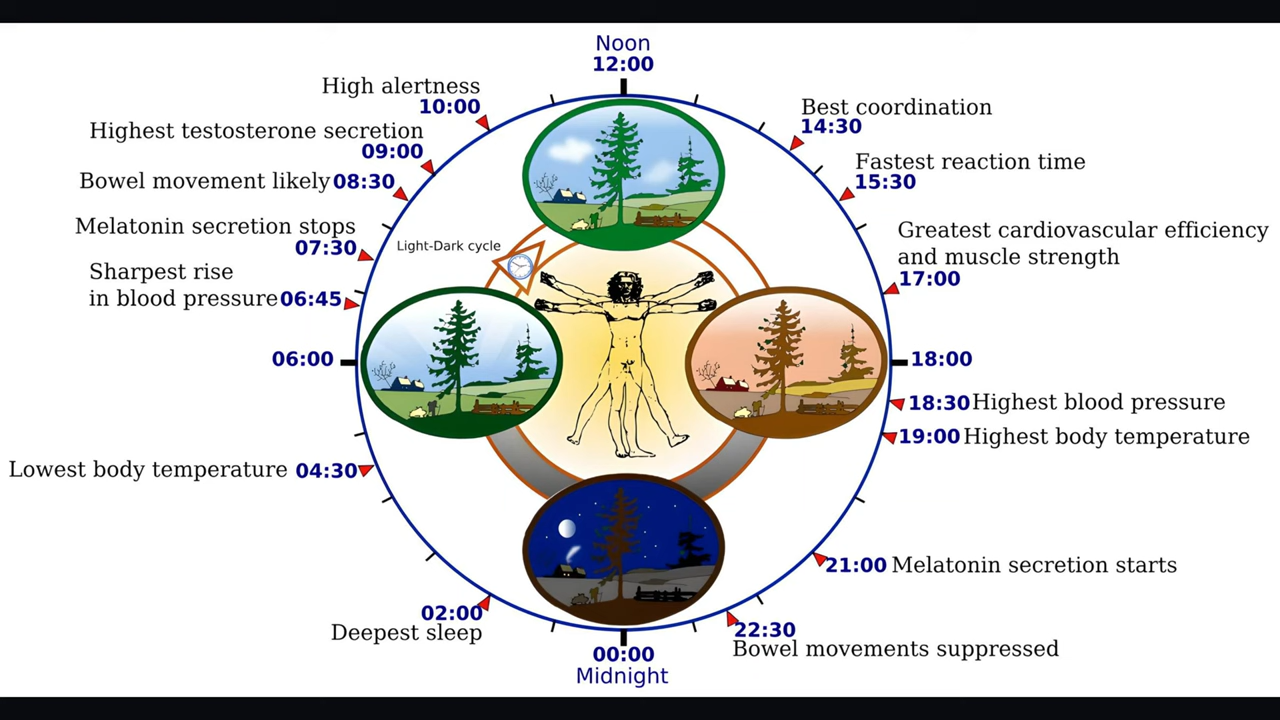 Noon
12:00
High alertness
10:00
Highest testosterone secretion
09:00
Bowel movement likely 08:30
Melatonin secretion stops
07:30
Sharpest rise
in blood pressure 06:45
06:00
Lowest body temperature 04:30
02:00
Deepest sleep
00:00
Midnight
Best coordination
14:30
Fastest reaction time
15:30
Greatest cardiovascular efficiency
and muscle strength
17:00
18:00
18:30 Highest blood pressure
19:00 Highest body temperature
21:00 Melatonin secretion starts
22:30
Bowel movements suppressed
Light-Dark cycle